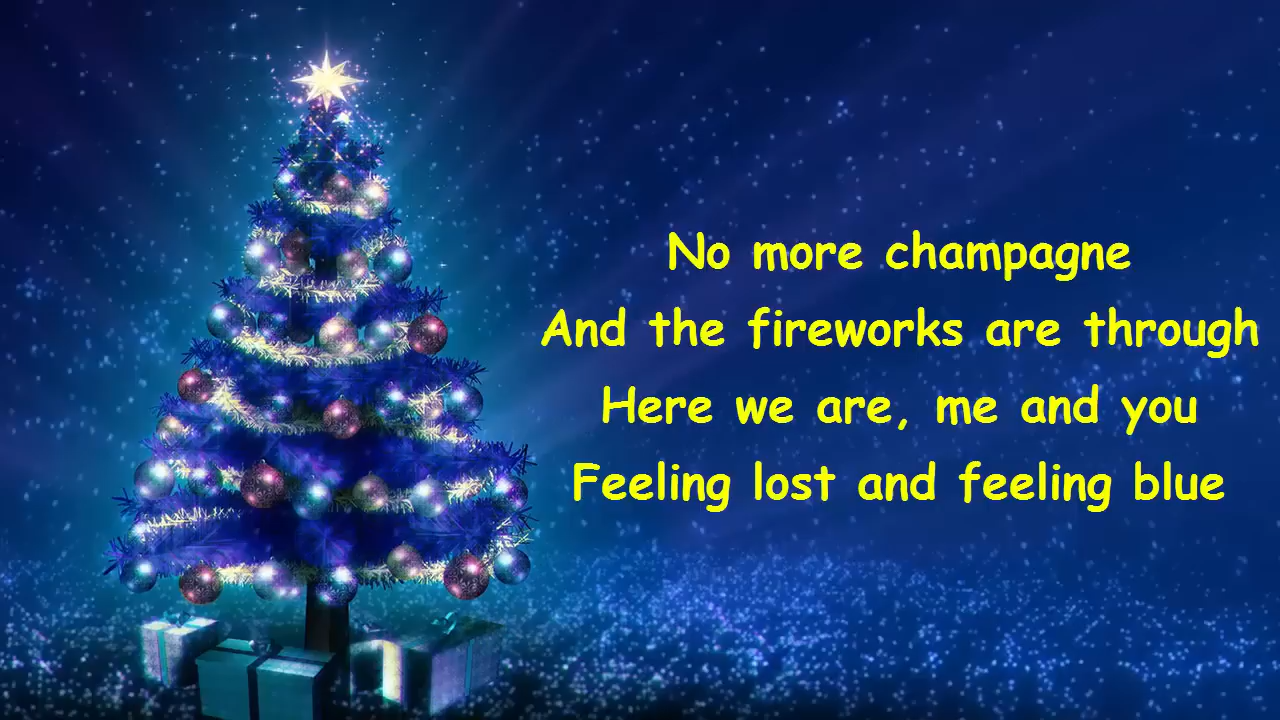 No more champagne
And the fireworks are through
Here we are, me and you
Feeling lost and feeling blue